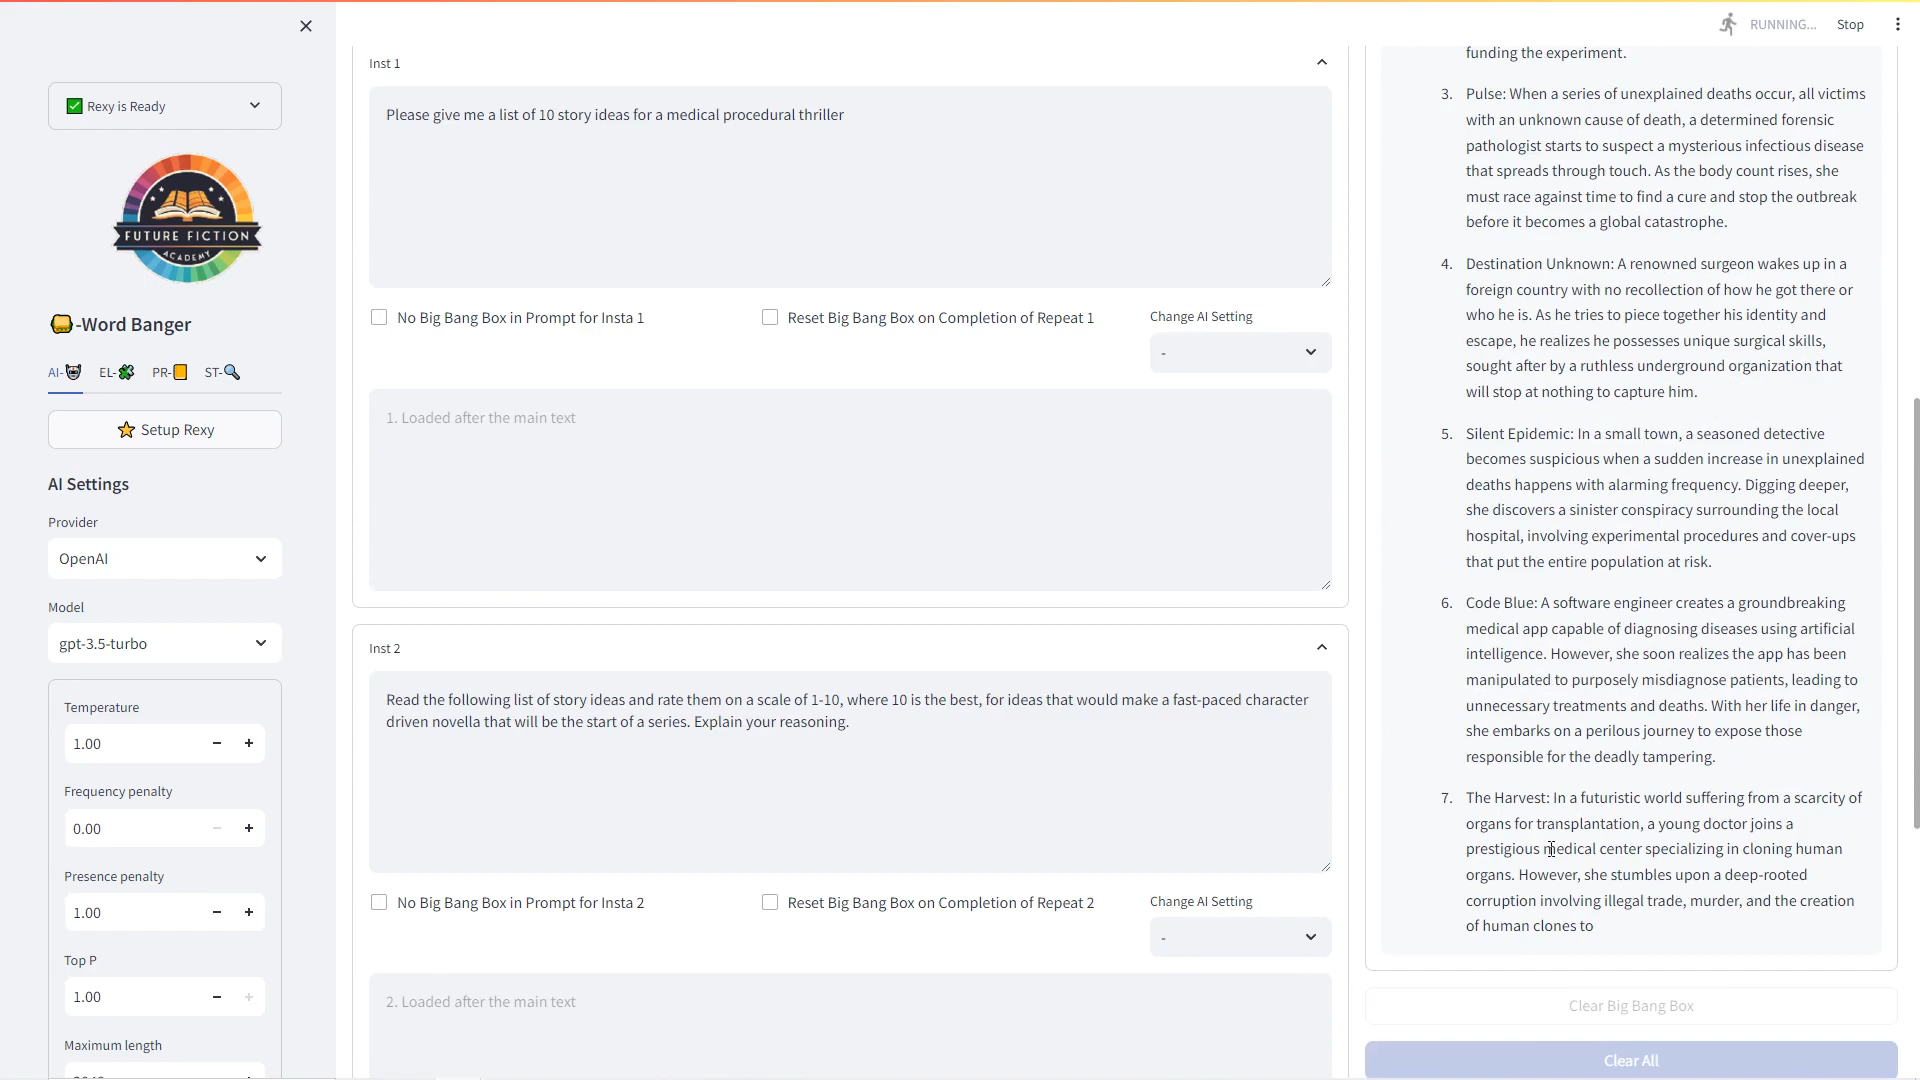 RUNNING...
Stop
Rexy is Ready
FUTURE FICTION
ACADEMY
-Word Banger
AI-
EL-
PR-
ST-
Setup Rexy
AI Settings
Provider
OpenAI
Model
gpt-3.5-turbo
Temperature
1.00
Frequency penalty
0.00
Presence penalty
1.00
Top P
1.00
Maximum length
Inst 1
Please give me a list of 10 story ideas for a medical procedural thriller
No Big Bang Box in Prompt for Insta 1
Reset Big Bang Box on Completion of Repeat 1
Change AI Setting
-
1. Loaded after the main text
Inst 2
Read the following list of story ideas and rate them on a scale of 1-10, where 10 is the best, for ideas that would make a fast-paced character
driven novella that will be the start of a series. Explain your reasoning.
No Big Bang Box in Prompt for Insta 2
Reset Big Bang Box on Completion of Repeat 2
Change AI Setting
-
2. Loaded after the main text
funding the experiment.
3. Pulse: When a series of unexplained deaths occur, all victims
with an unknown cause of death, a determined forensic
pathologist starts to suspect a mysterious infectious disease
that spreads through touch. As the body count rises, she
must race against time to find a cure and stop the outbreak
before it becomes a global catastrophe.
4. Destination Unknown: A renowned surgeon wakes up in a
foreign country with no recollection of how he got there or
who he is. As he tries to piece together his identity and
escape, he realizes he possesses unique surgical skills,
sought after by a ruthless underground organization that
will stop at nothing to capture him.
5. Silent Epidemic: In a small town, a seasoned detective
becomes suspicious when a sudden increase in unexplained
deaths happens with alarming frequency. Digging deeper,
she discovers a sinister conspiracy surrounding the local
hospital, involving experimental procedures and cover-ups
that put the entire population at risk.
6. Code Blue: A software engineer creates a groundbreaking
medical app capable of diagnosing diseases using artificial
intelligence. However, she soon realizes the app has been
manipulated to purposely misdiagnose patients, leading to
unnecessary treatments and deaths. With her life in danger,
she embarks on a perilous journey to expose those
responsible for the deadly tampering.
7. The Harvest: In a futuristic world suffering from a scarcity of
organs for transplantation, a young doctor joins a
prestigious medical center specializing in cloning human
organs. However, she stumbles upon a deep-rooted
corruption involving illegal trade, murder, and the creation
of human clones to
Clear Big Bang Box
Clear All